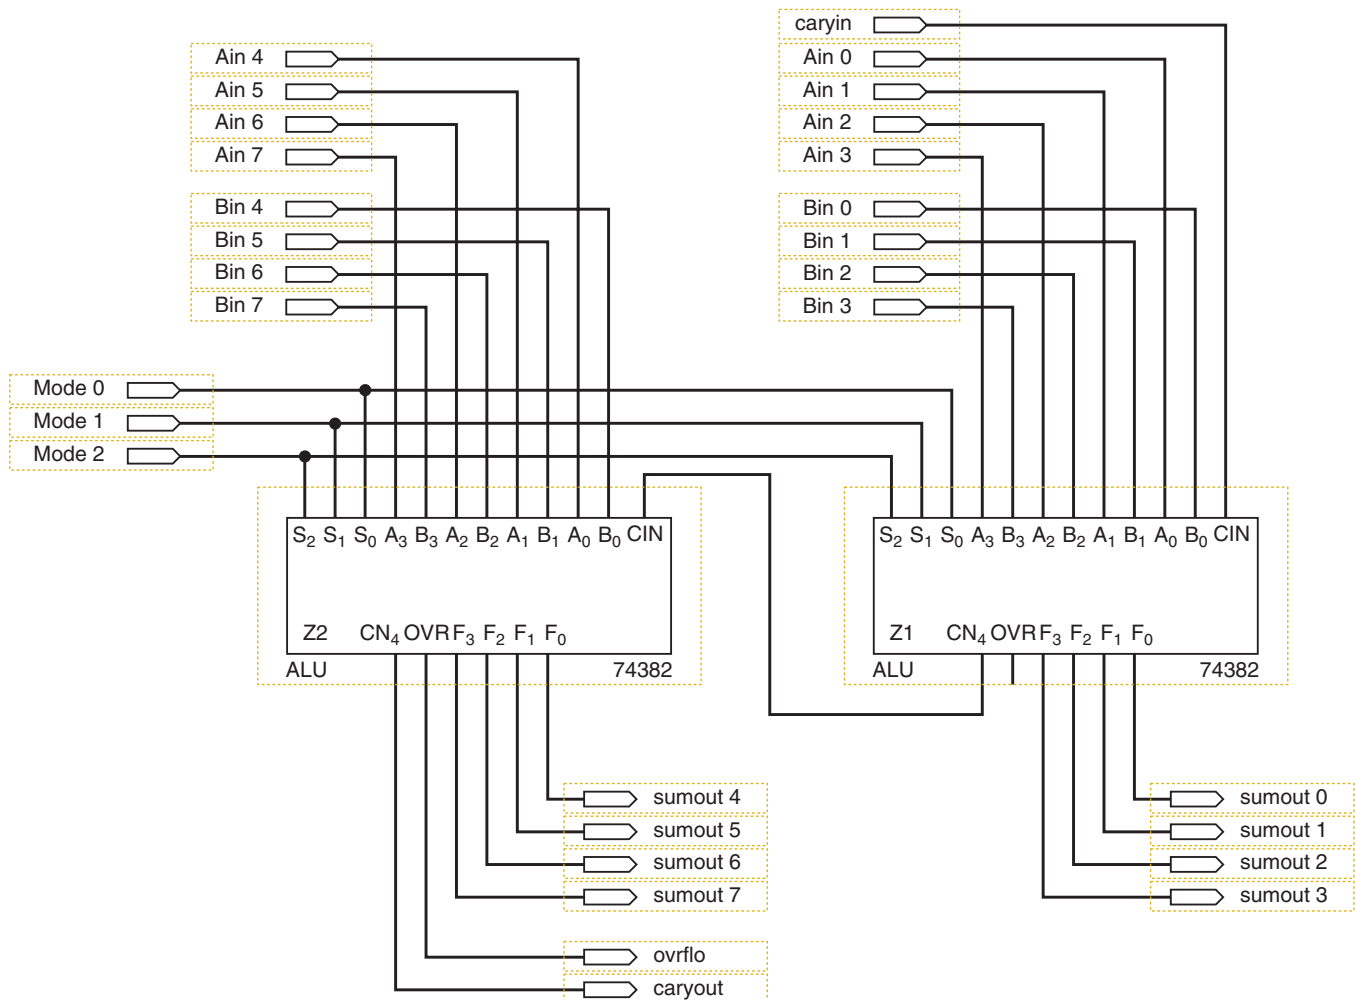 caryin
Ain 4
Ain 0
Ain 5
Ain 1
Ain 6
Ain 2
Ain 7
Ain 3
Bin 4
Bin 0
Bin 5
Bin 1
Bin 6
Bin 2
Bin 7
Bin 3
Mode 0
Mode 1
Mode 2
S2 S1 S0 A3 B3 A2 B2 A1 B1 A0 B0 CIN
S2 S1 S0 A3 B3 A2 B2 A1 B1 A0 B0 CIN
Z2 CN4 OVR F3 F2 F1 F0
Z1 CN4 OVR F3 F2 F1 F0
ALU 74382
ALU 74382
sumout 4
sumout 0
sumout 5
sumout 1
sumout 6
sumout 2
sumout 7
sumout 3
ovrflo
caryout